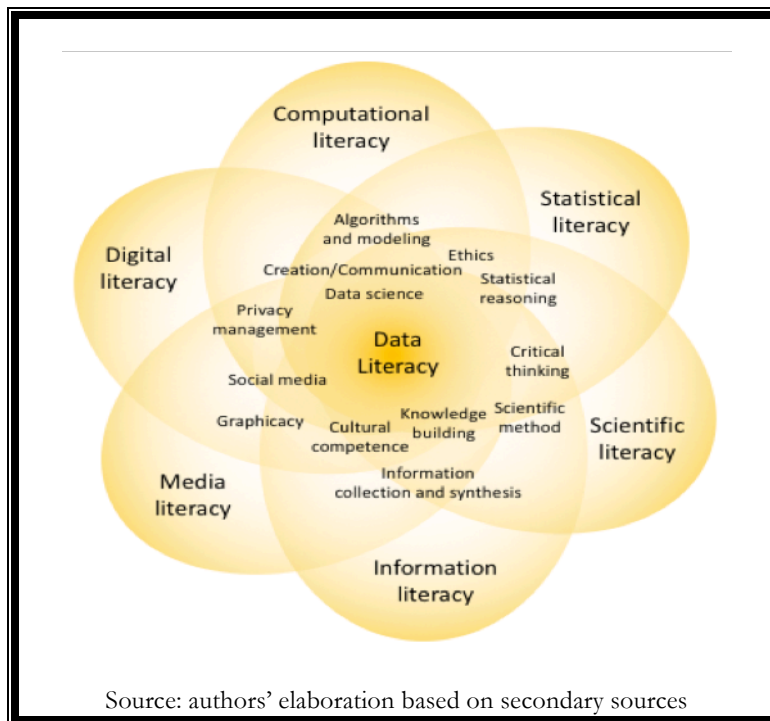 Computational
literacy
Statistical
literacy
Digital
literacy
Algorithms
and modeling
Ethics
Creation/Communication
Statistical
reasoning
Data science
Privacy
management
Data
Literacy
Critical
thinking
Social media
Graphicacy
Cultural
competence
Knowledge
building
Scientific
method
Scientific
literacy
Media
literacy
Information
collection and synthesis
Information
literacy
Source: authors’ elaboration based on secondary sources